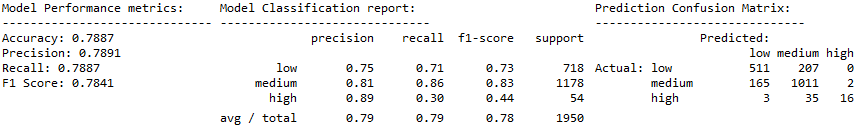 Model Performance metrics:
------------------------------
Accuracy: 0.7887
Precision: 0.7891
Recall: 0.7887
F1 Score: 0.7841
Model Classification report:
------------------------------
precision recall f1-score support
low 0.75 0.71 0.73 718
medium 0.81 0.86 0.83 1178
high 0.89 0.30 0.44 54
avg / total 0.79 0.79 0.78 1950
Prediction Confusion Matrix:
------------------------------
Predicted:
low medium high
Actual: low 511 207 0
medium 165 1011 2
high 3 35 16